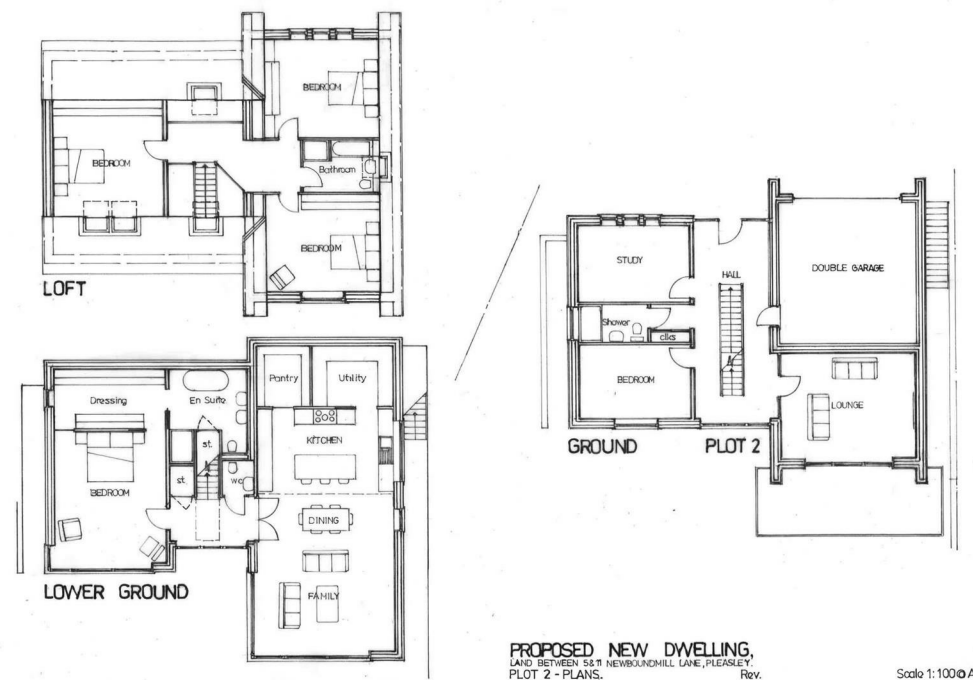 BEDROOM
BEDROOM
Bathroom
BEDROOM
LOFT
Pantry
Utility
Dressing
En Suite
st.
KITCHEN
st.
wc
BEDROOM
DINING
FAMILY
LOWER GROUND
STUDY
HALL
DOUBLE GARAGE
Shower
clks
BEDROOM
LOUNGE
GROUND
PLOT 2
PROPOSED NEW DWELLING,
LAND BETWEEN 5&11 NEWBOUNDMILL LANE, PLEASLEY.
PLOT 2 - PLANS. Rev. Scale 1:100@A